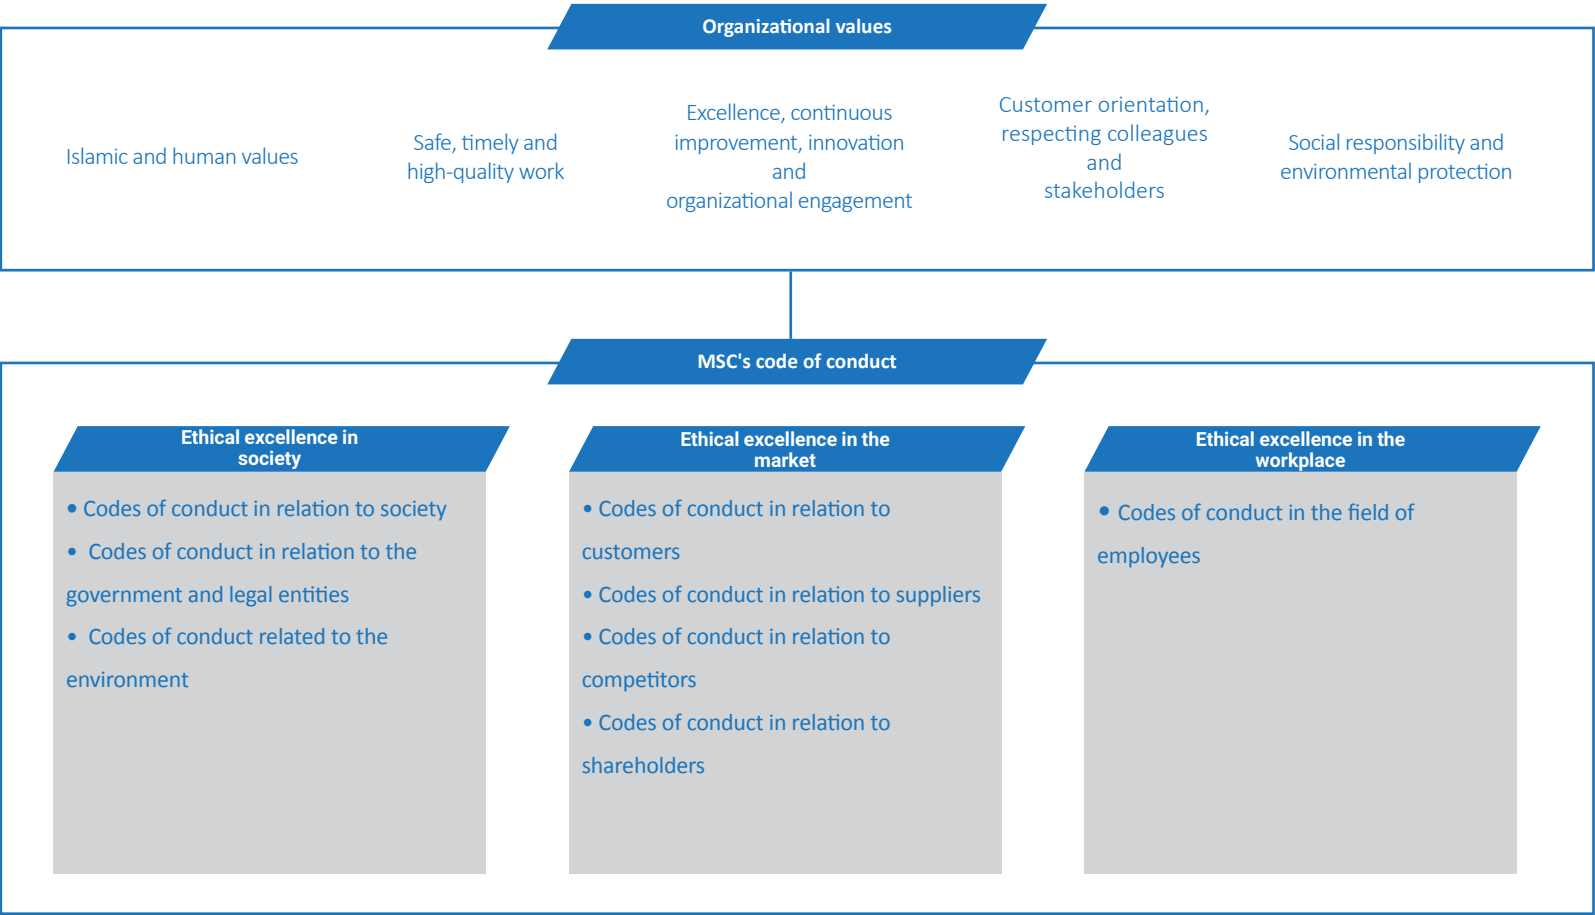 Organizational values
Islamic and human values
Safe, timely and
high-quality work
Excellence, continuous
improvement, innovation
and
organizational engagement
Customer orientation,
respecting colleagues
and
stakeholders
Social responsibility and
environmental protection
MSC's code of conduct
Ethical excellence in
society
• Codes of conduct in relation to society
• Codes of conduct in relation to the
government and legal entities
• Codes of conduct related to the
environment
Ethical excellence in the
market
• Codes of conduct in relation to
customers
• Codes of conduct in relation to suppliers
• Codes of conduct in relation to
competitors
• Codes of conduct in relation to
shareholders
Ethical excellence in the
workplace
• Codes of conduct in the field of
employees